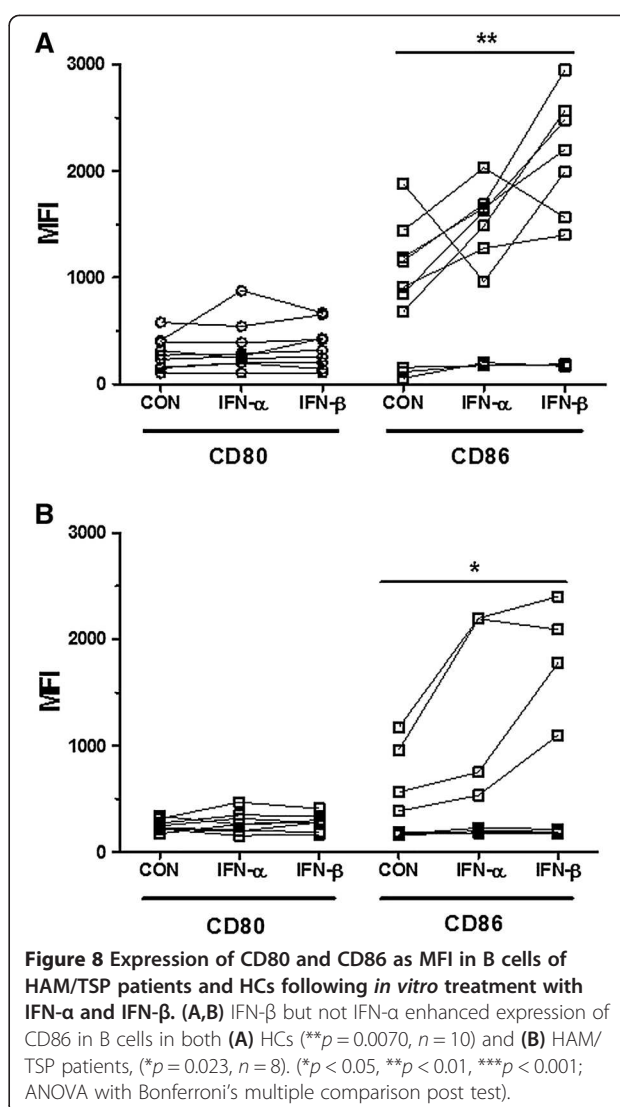 A
**
3000
2000
1000
0
MFI
CON IFN-α IFN-β CON IFN-α IFN-β
CD80 CD86
B
*
3000
2000
1000
0
MFI
CON IFN-α IFN-β CON IFN-α IFN-β
CD80 CD86
Figure 8 Expression of CD80 and CD86 as MFI in B cells of
HAM/TSP patients and HCs following in vitro treatment with
IFN-α and IFN-β. (A,B) IFN-β but not IFN-α enhanced expression of
CD86 in B cells in both (A) HCs (**p = 0.0070, n = 10) and (B) HAM/
TSP patients, (*p = 0.023, n = 8). (*p < 0.05, **p < 0.01, ***p < 0.001;
ANOVA with Bonferroni's multiple comparison post test).